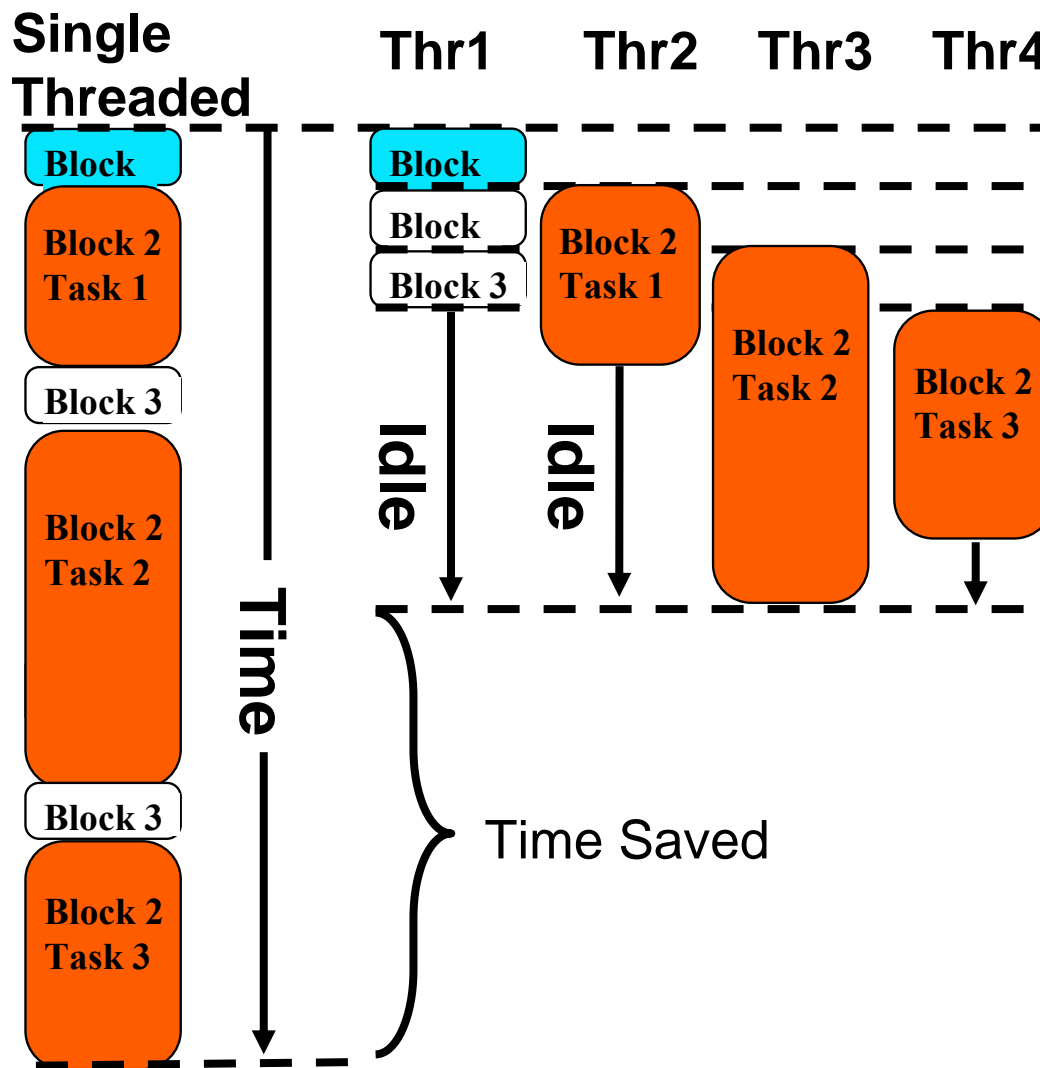 Single
Threaded
Thr1
Thr2
Thr3
Thr4
Block
Block 2
Task 1
Block 3
Block 2
Task 2
Block 3
Block 2
Task 3
Time
Block
Block
Block 3
Idle
Block 2
Task 1
Idle
Block 2
Task 2
Block 2
Task 3
Time Saved